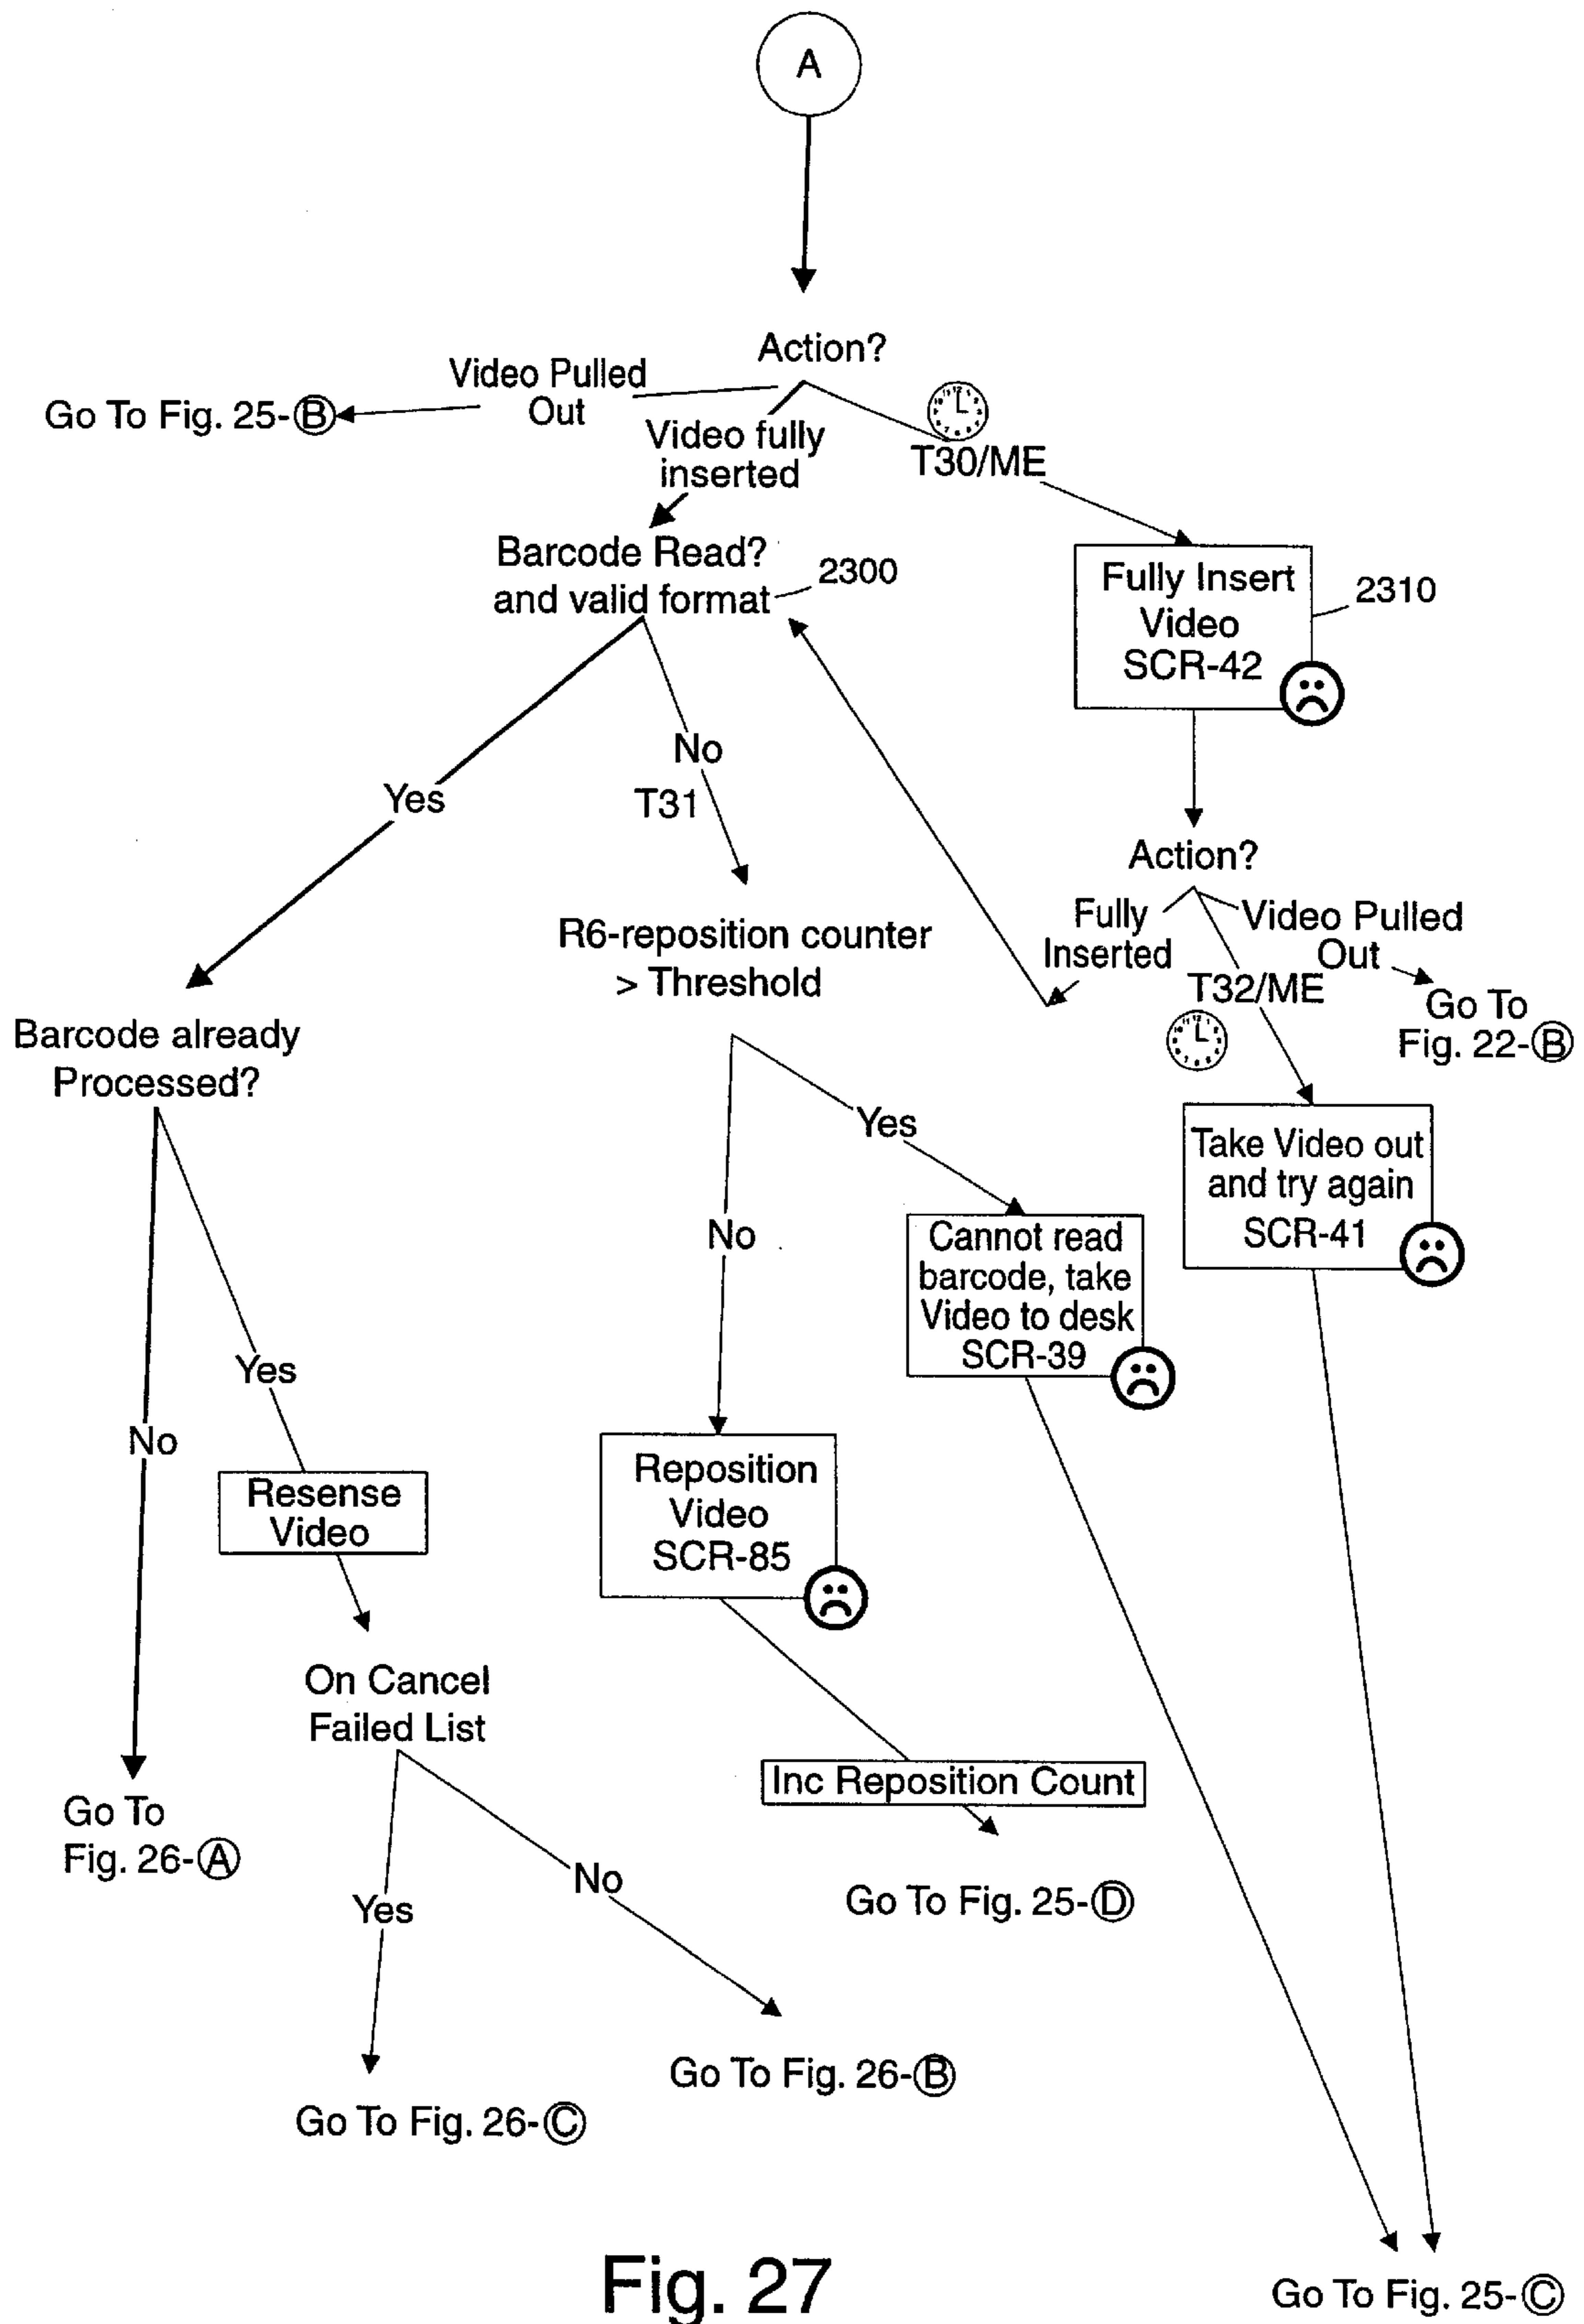 A
Action?
Video Pulled
Out
Go To Fig. 25-B
Video fully
inserted
T30/ME
Barcode Read?
and valid format
2300
Fully Insert
Video
SCR-42
2310
No
T31
Yes
Action?
Fully
Inserted
Video Pulled
Out
T32/ME
Go To
Fig. 22-B
R6-reposition counter
> Threshold
Barcode already
Processed?
Yes
No
Take Video out
and try again
SCR-41
Cannot read
barcode, take
Video to desk
SCR-39
Yes
No
Reposition
Video
SCR-85
Resense
Video
On Cancel
Failed List
Inc Reposition Count
Go To
Fig. 26-A
Yes
No
Go To Fig. 25-D
Go To Fig. 26-B
Go To Fig. 26-C
Go To Fig. 25-C
Fig. 27